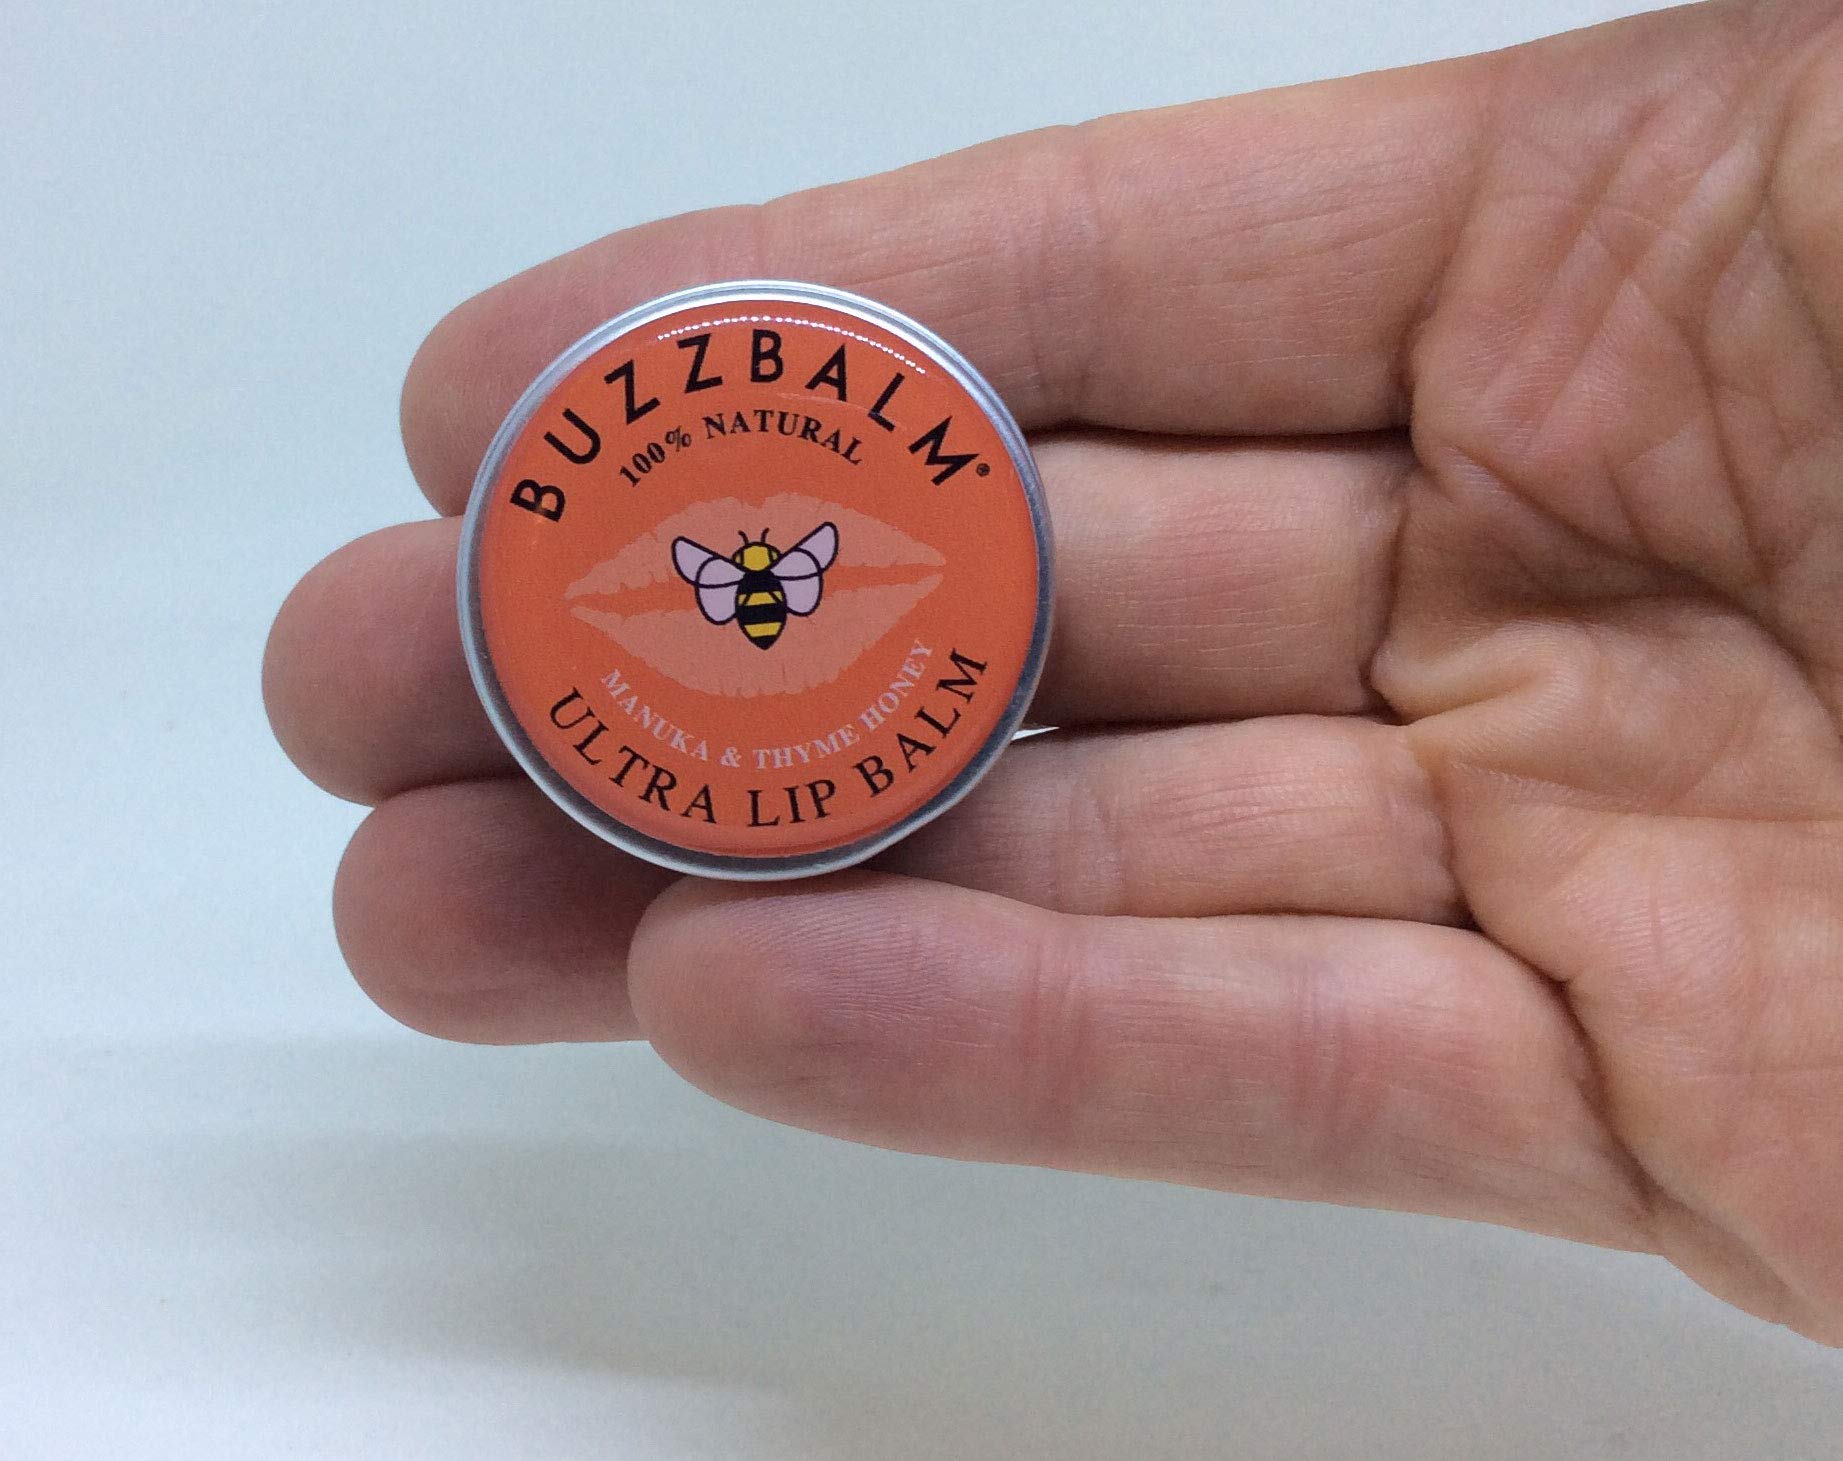 BUZZBALM®
100% NATURAL
MANUKA & THYME HONEY
ULTRA LIP BALM